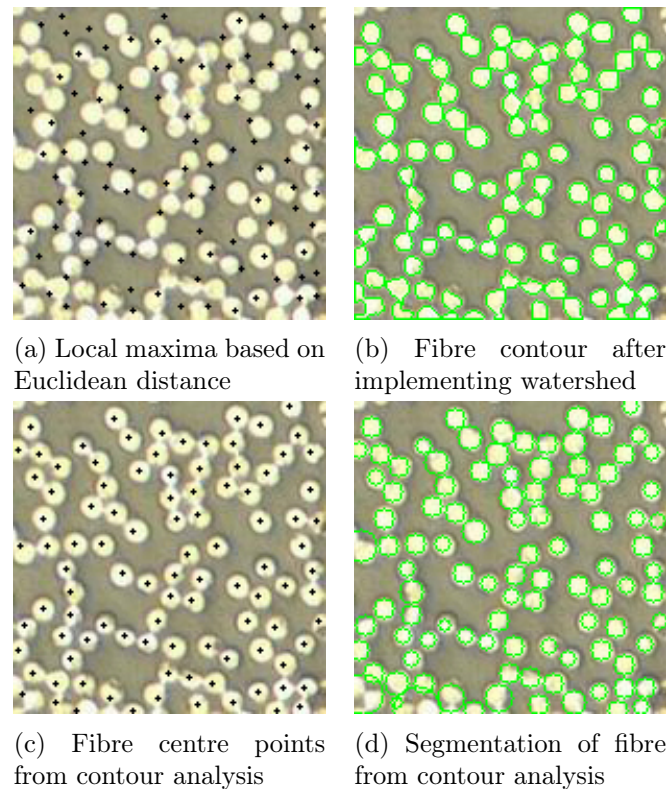 (a) Local maxima based on
Euclidean distance
(b) Fibre contour after
implementing watershed
(c) Fibre centre points
from contour analysis
(d) Segmentation of fibre
from contour analysis